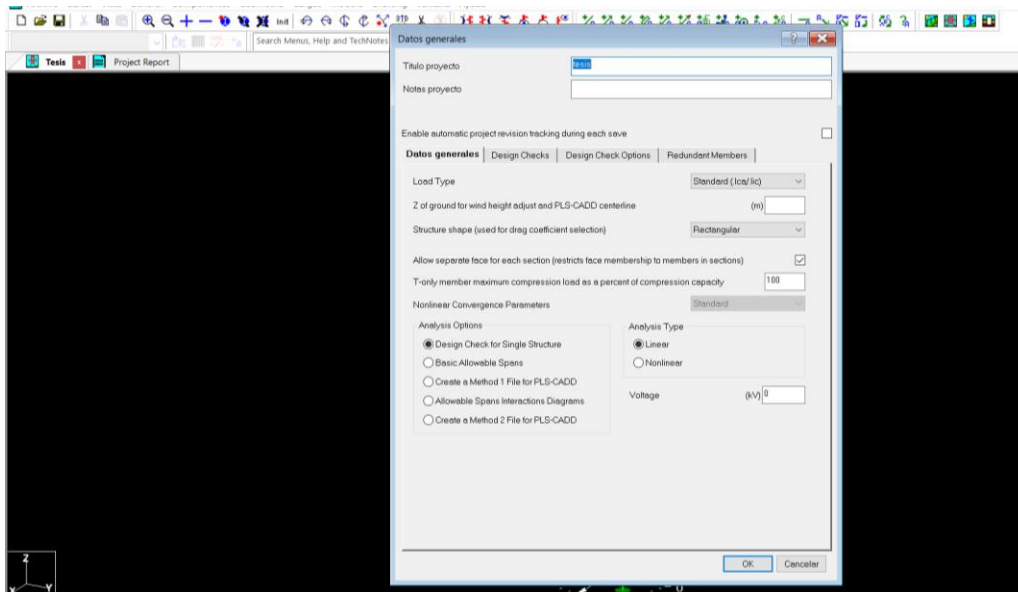 Init
Search Menus, Help and TechNotes
Tesis
Project Report
Datos generales
Titulo proyecto
tesis
Notas proyecto
Enable automatic project revision tracking during each save
Datos generales Design Checks Design Check Options Redundant Members
Load Type Standard (.lca/.lic)
Z of ground for wind height adjust and PLS-CADD centerline (m)
Structure shape (used for drag coefficient selection) Rectangular
Allow separate face for each section (restricts face membership to members in sections)
T-only member maximum compression load as a percent of compression capacity 100
Nonlinear Convergence Parameters Standard
Analysis Options
Design Check for Single Structure
Basic Allowable Spans
Create a Method 1 File for PLS-CADD
Allowable Spans Interactions Diagrams
Create a Method 2 File for PLS-CADD
Analysis Type
Linear
Nonlinear
Voltage (kV) 0
OK Cancelar
Z
X Y